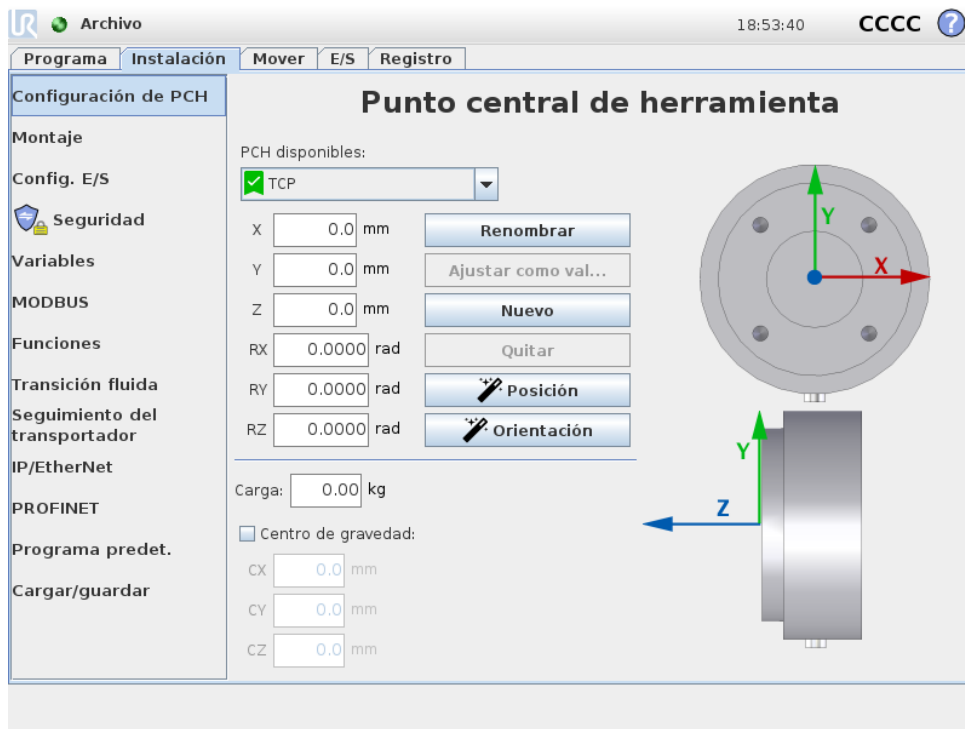 UR Archivo 18:53:40 CCCC ?
Programa Instalación Mover E/S Registro
Configuración de PCH
Montaje
Config. E/S
Seguridad
Variables
MODBUS
Funciones
Transición fluida
Seguimiento del
transportador
IP/EtherNet
PROFINET
Programa predet.
Cargar/guardar
Punto central de herramienta
PCH disponibles:
TCP
X 0.0 mm Renombrar
Y 0.0 mm Ajustar como val...
Z 0.0 mm Nuevo
RX 0.0000 rad Quitar
RY 0.0000 rad Posición
RZ 0.0000 rad Orientación
Carga: 0.00 kg
Centro de gravedad:
CX 0.0 mm
CY 0.0 mm
CZ 0.0 mm
Y
X
Y
Z